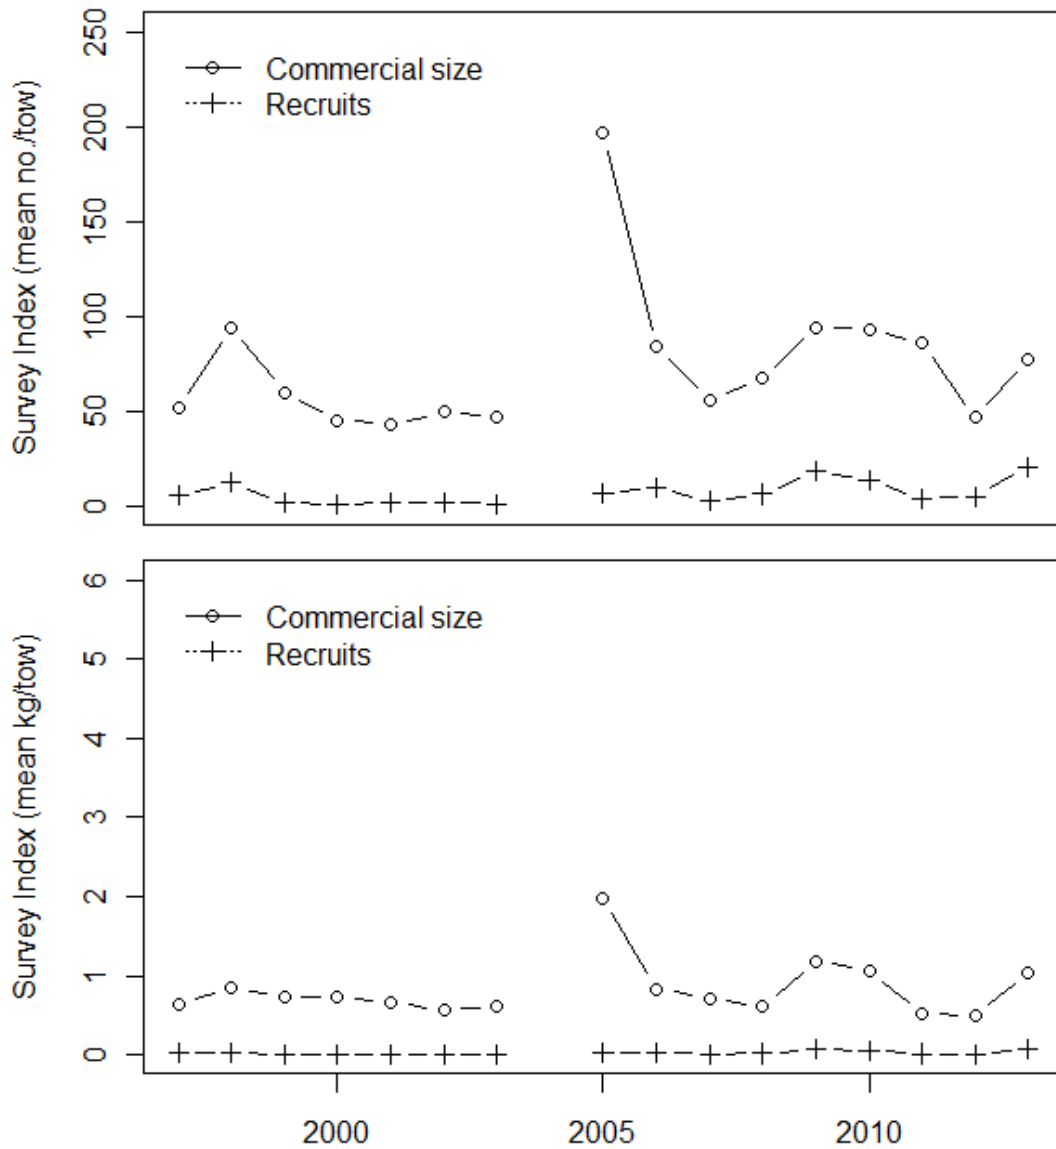 Survey Index (mean no./tow)
250
200
150
100
50
0
Commercial size
Recruits
Survey Index (mean kg/tow)
6
5
4
3
2
1
0
Commercial size
Recruits
2000
2005
2010